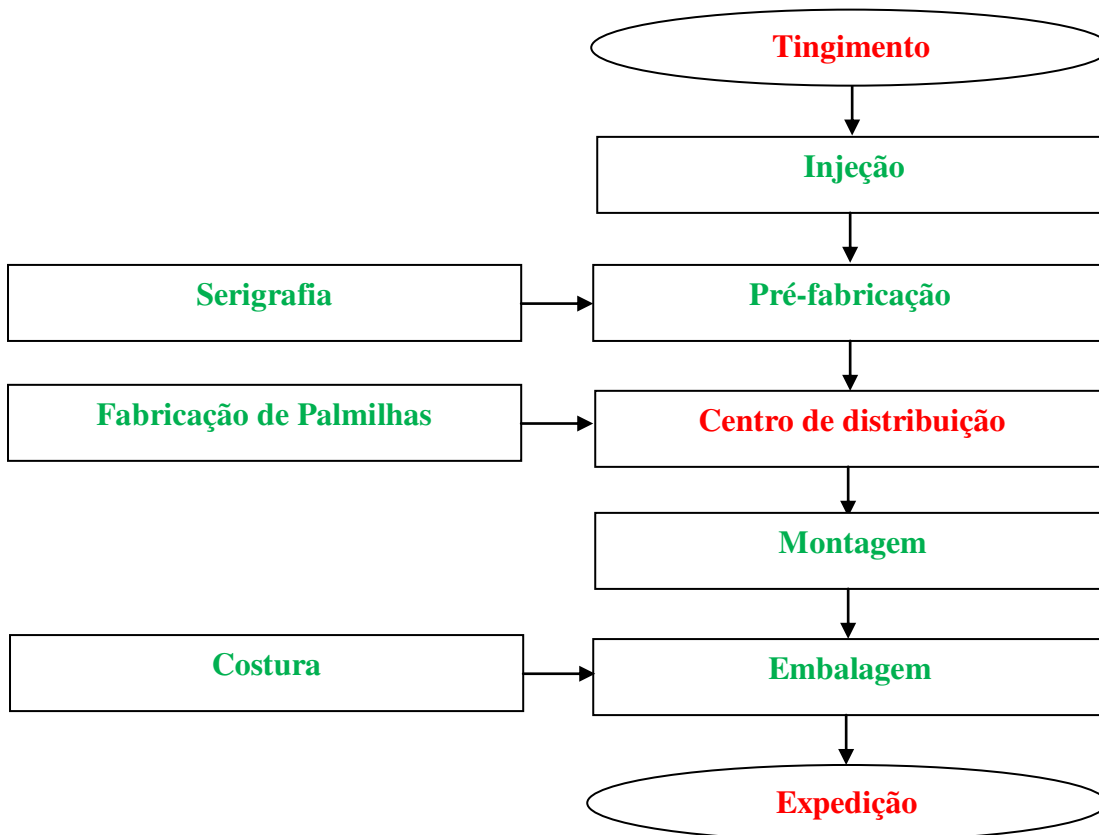 Tingimento
Injeção
Serigrafia
Pré-fabricação
Fabricação de Palmilhas
Centro de distribuição
Montagem
Costura
Embalagem
Expedição